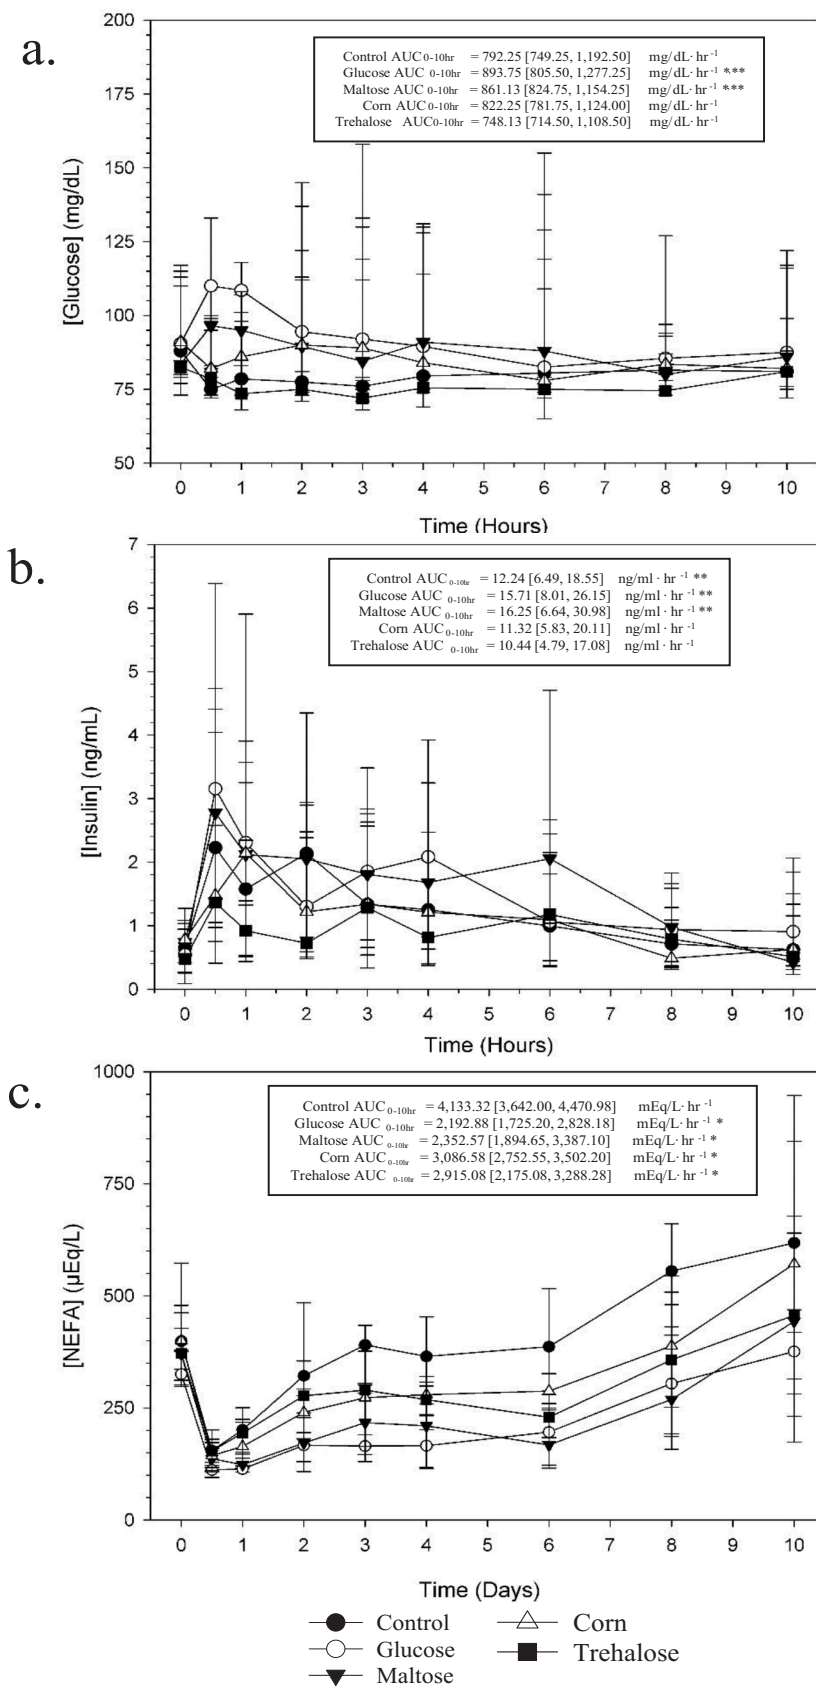 a.
200
175
150
125
100
75
50
[Glucose] (mg/dL)
Control AUC0-10hr = 792.25 [749.25, 1,192.50] mg/dL· hr-1
Glucose AUC 0-10hr = 893.75 [805.50, 1,277.25] mg/dL· hr-1 ***
Maltose AUC 0-10hr = 861.13 [824.75, 1,154.25] mg/dL· hr-1 ***
Corn AUC0-10hr = 822.25 [781.75, 1,124.00] mg/dL· hr-1
Trehalose AUC0-10hr = 748.13 [714.50, 1,108.50] mg/dL· hr-1
0 1 2 3 4 5 6 7 8 9 10
Time (Hours)
b.
7
6
5
4
3
2
1
0
[Insulin] (ng/mL)
Control AUC 0-10hr = 12.24 [6.49, 18.55] ng/ml · hr -1 **
Glucose AUC 0-10hr = 15.71 [8.01, 26.15] ng/ml · hr -1 **
Maltose AUC 0-10hr = 16.25 [6.64, 30.98] ng/ml · hr -1 **
Corn AUC 0-10hr = 11.32 [5.83, 20.11] ng/ml · hr -1
Trehalose AUC 0-10hr = 10.44 [4.79, 17.08] ng/ml · hr -1
0 1 2 3 4 5 6 7 8 9 10
Time (Hours)
c.
1000
750
500
250
0
[NEFA] (µEq/L)
Control AUC 0-10hr = 4,133.32 [3,642.00, 4,470.98] mEq/L· hr -1
Glucose AUC 0-10hr = 2,192.88 [1,725.20, 2,828.18] mEq/L· hr -1 *
Maltose AUC 0-10hr = 2,352.57 [1,894.65, 3,387.10] mEq/L· hr -1 *
Corn AUC 0-10hr = 3,086.58 [2,752.55, 3,502.20] mEq/L· hr -1 *
Trehalose AUC 0-10hr = 2,915.08 [2,175.08, 3,288.28] mEq/L· hr -1 *
0 1 2 3 4 5 6 7 8 9 10
Time (Days)
Control
Glucose
Maltose
Corn
Trehalose